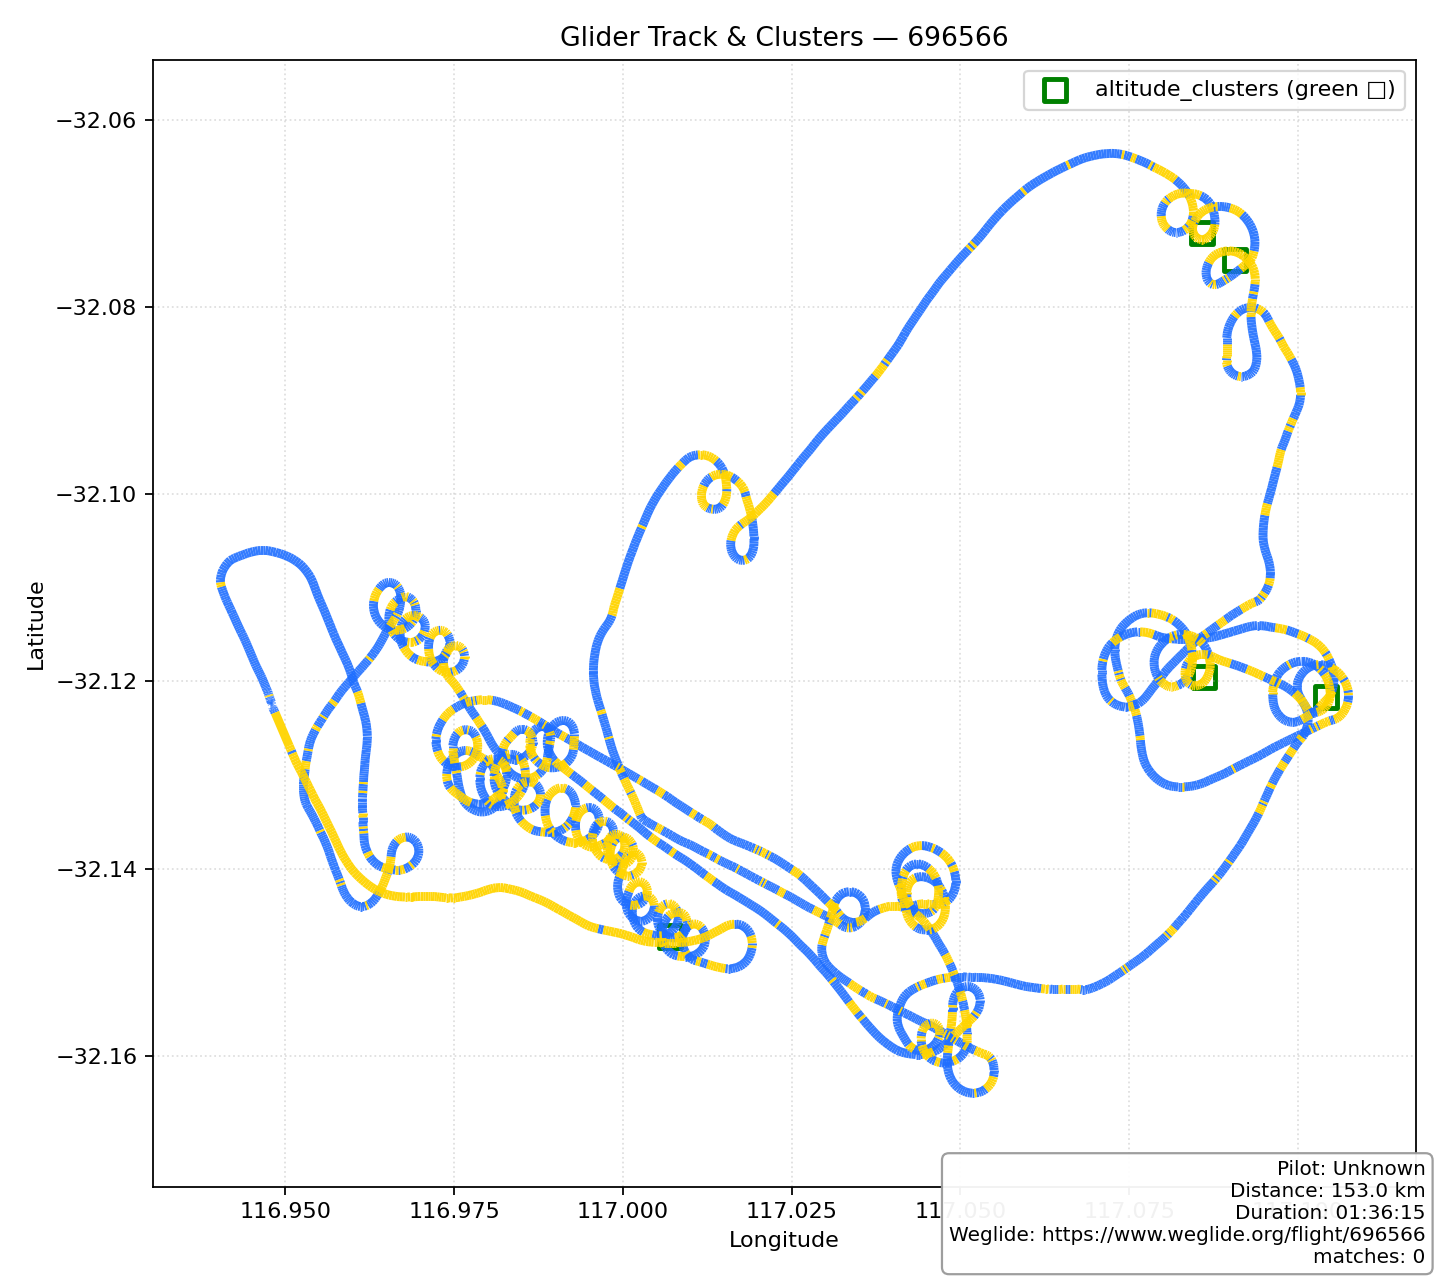 Glider Track & Clusters — 696566
altitude_clusters (green □)
−32.06
−32.08
−32.10
−32.12
−32.14
−32.16
Latitude
116.950
116.975
117.000
117.025
117.050
117.075
Longitude
Pilot: Unknown
Distance: 153.0 km
Duration: 01:36:15
Weglide: https://www.weglide.org/flight/696566
matches: 0